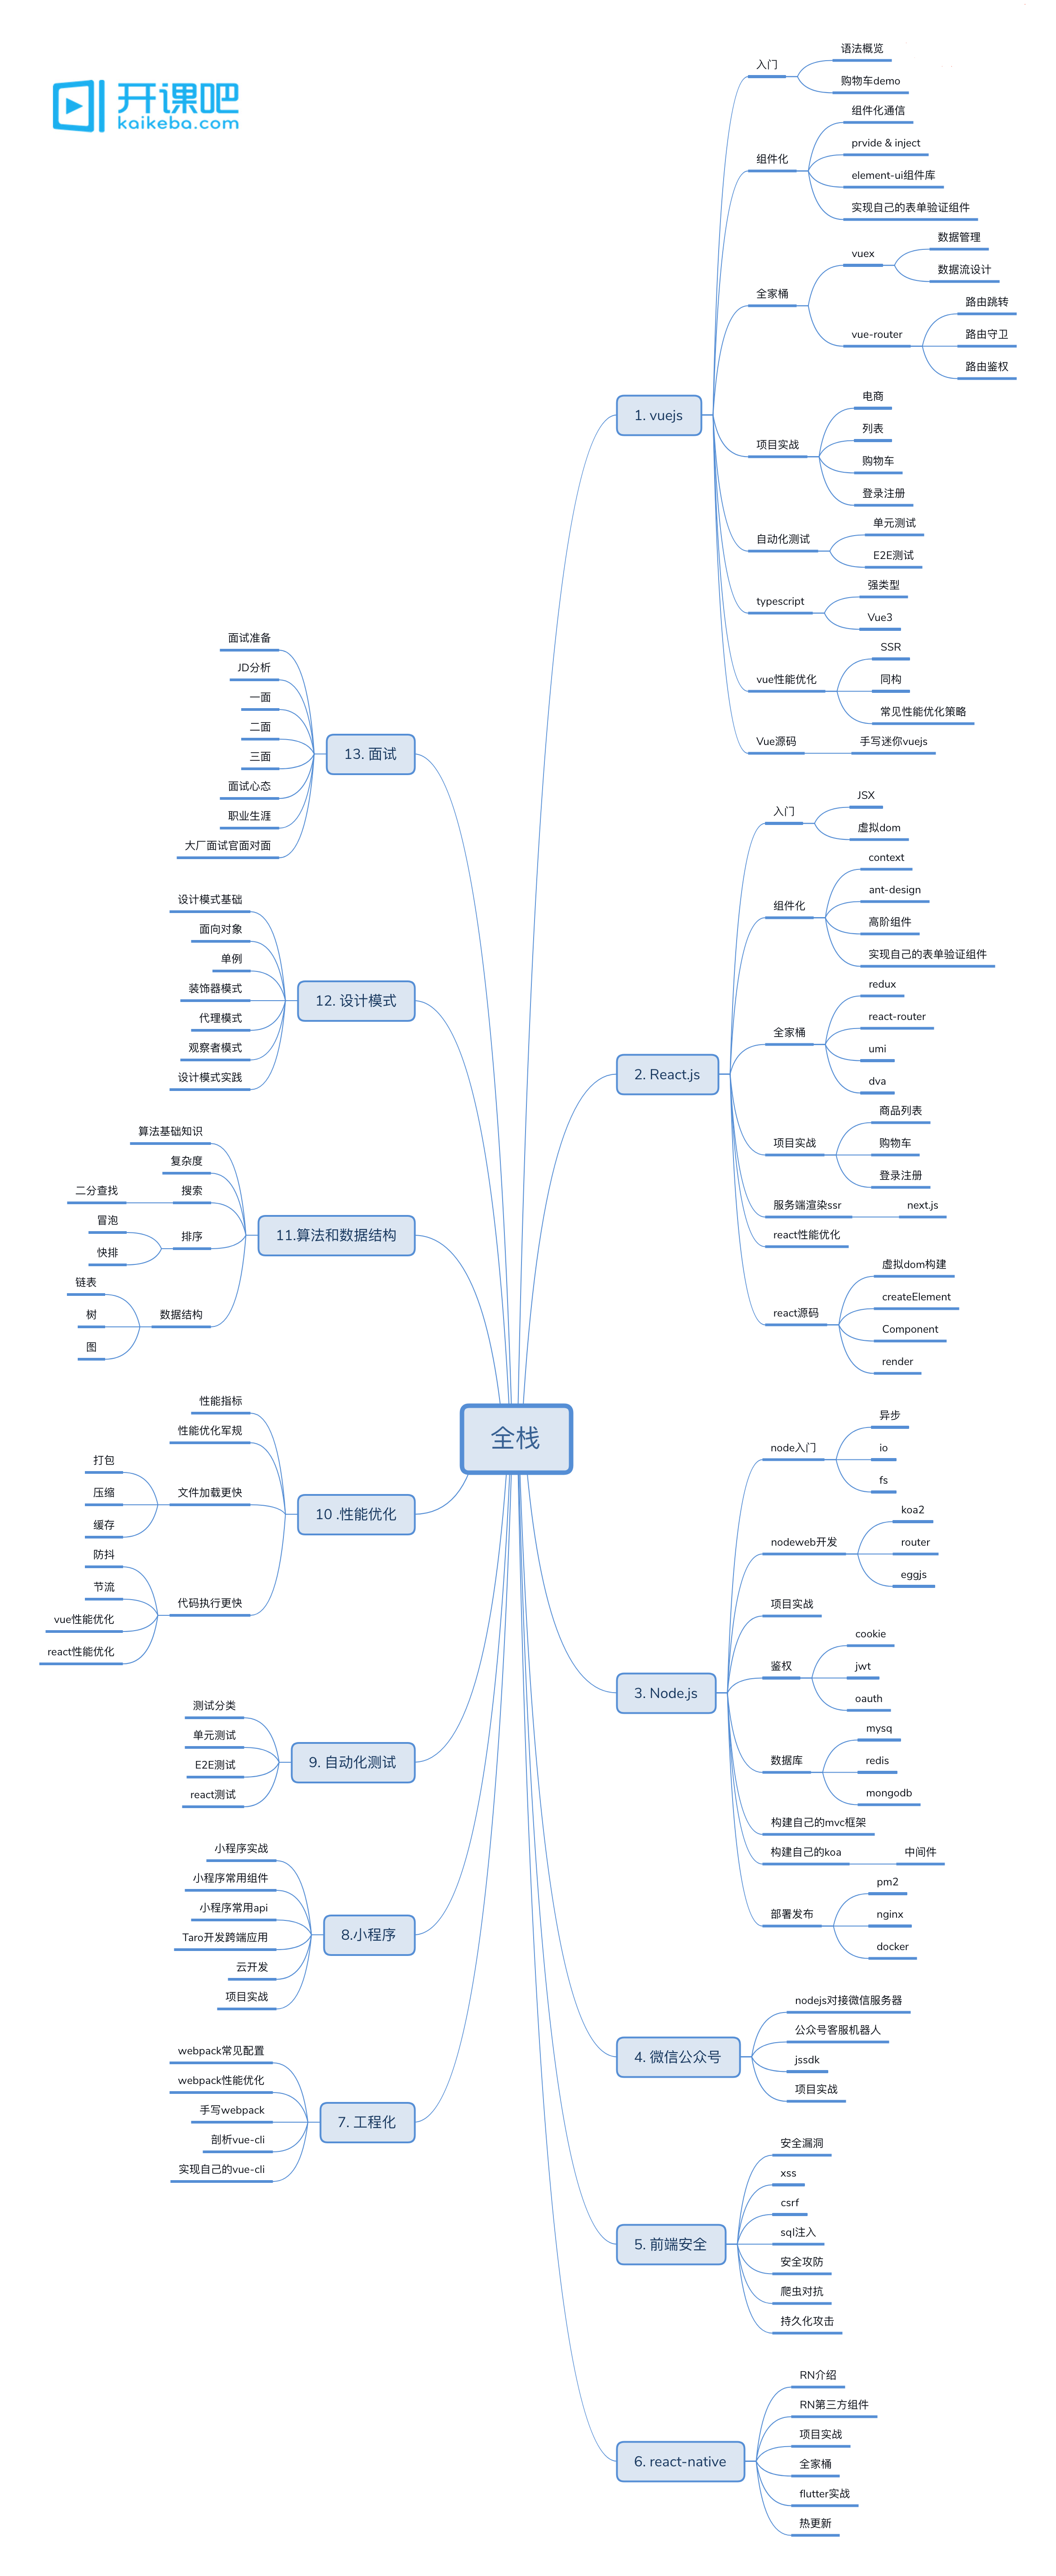 开课吧
kaikeba.com
全栈
1. vuejs
入门
语法概览
购物车demo
组件化
组件化通信
prvide & inject
element-ui组件库
实现自己的表单验证组件
全家桶
vuex
数据管理
数据流设计
vue-router
路由跳转
路由守卫
路由鉴权
项目实战
电商
列表
购物车
登录注册
自动化测试
单元测试
E2E测试
typescript
强类型
Vue3
vue性能优化
SSR
同构
常见性能优化策略
Vue源码
手写迷你vuejs
2. React.js
入门
JSX
虚拟dom
组件化
context
ant-design
高阶组件
实现自己的表单验证组件
全家桶
redux
react-router
umi
dva
项目实战
商品列表
购物车
登录注册
服务端渲染ssr
next.js
react性能优化
react源码
虚拟dom构建
createElement
Component
render
3. Node.js
node入门
异步
io
fs
nodeweb开发
koa2
router
eggjs
项目实战
鉴权
cookie
jwt
oauth
数据库
mysq
redis
mongodb
构建自己的mvc框架
构建自己的koa
中间件
部署发布
pm2
nginx
docker
4. 微信公众号
nodejs对接微信服务器
公众号客服机器人
jssdk
项目实战
5. 前端安全
安全漏洞
xss
csrf
sql注入
安全攻防
爬虫对抗
持久化攻击
6. react-native
RN介绍
RN第三方组件
项目实战
全家桶
flutter实战
热更新
7. 工程化
webpack常见配置
webpack性能优化
手写webpack
剖析vue-cli
实现自己的vue-cli
8.小程序
小程序实战
小程序常用组件
小程序常用api
Taro开发跨端应用
云开发
项目实战
9. 自动化测试
测试分类
单元测试
E2E测试
react测试
10 .性能优化
性能指标
性能优化军规
文件加载更快
打包
压缩
缓存
代码执行更快
防抖
节流
vue性能优化
react性能优化
11.算法和数据结构
算法基础知识
复杂度
搜索
二分查找
排序
冒泡
快排
数据结构
链表
树
图
12. 设计模式
设计模式基础
面向对象
单例
装饰器模式
代理模式
观察者模式
设计模式实践
13. 面试
面试准备
JD分析
一面
二面
三面
面试心态
职业生涯
大厂面试官面对面